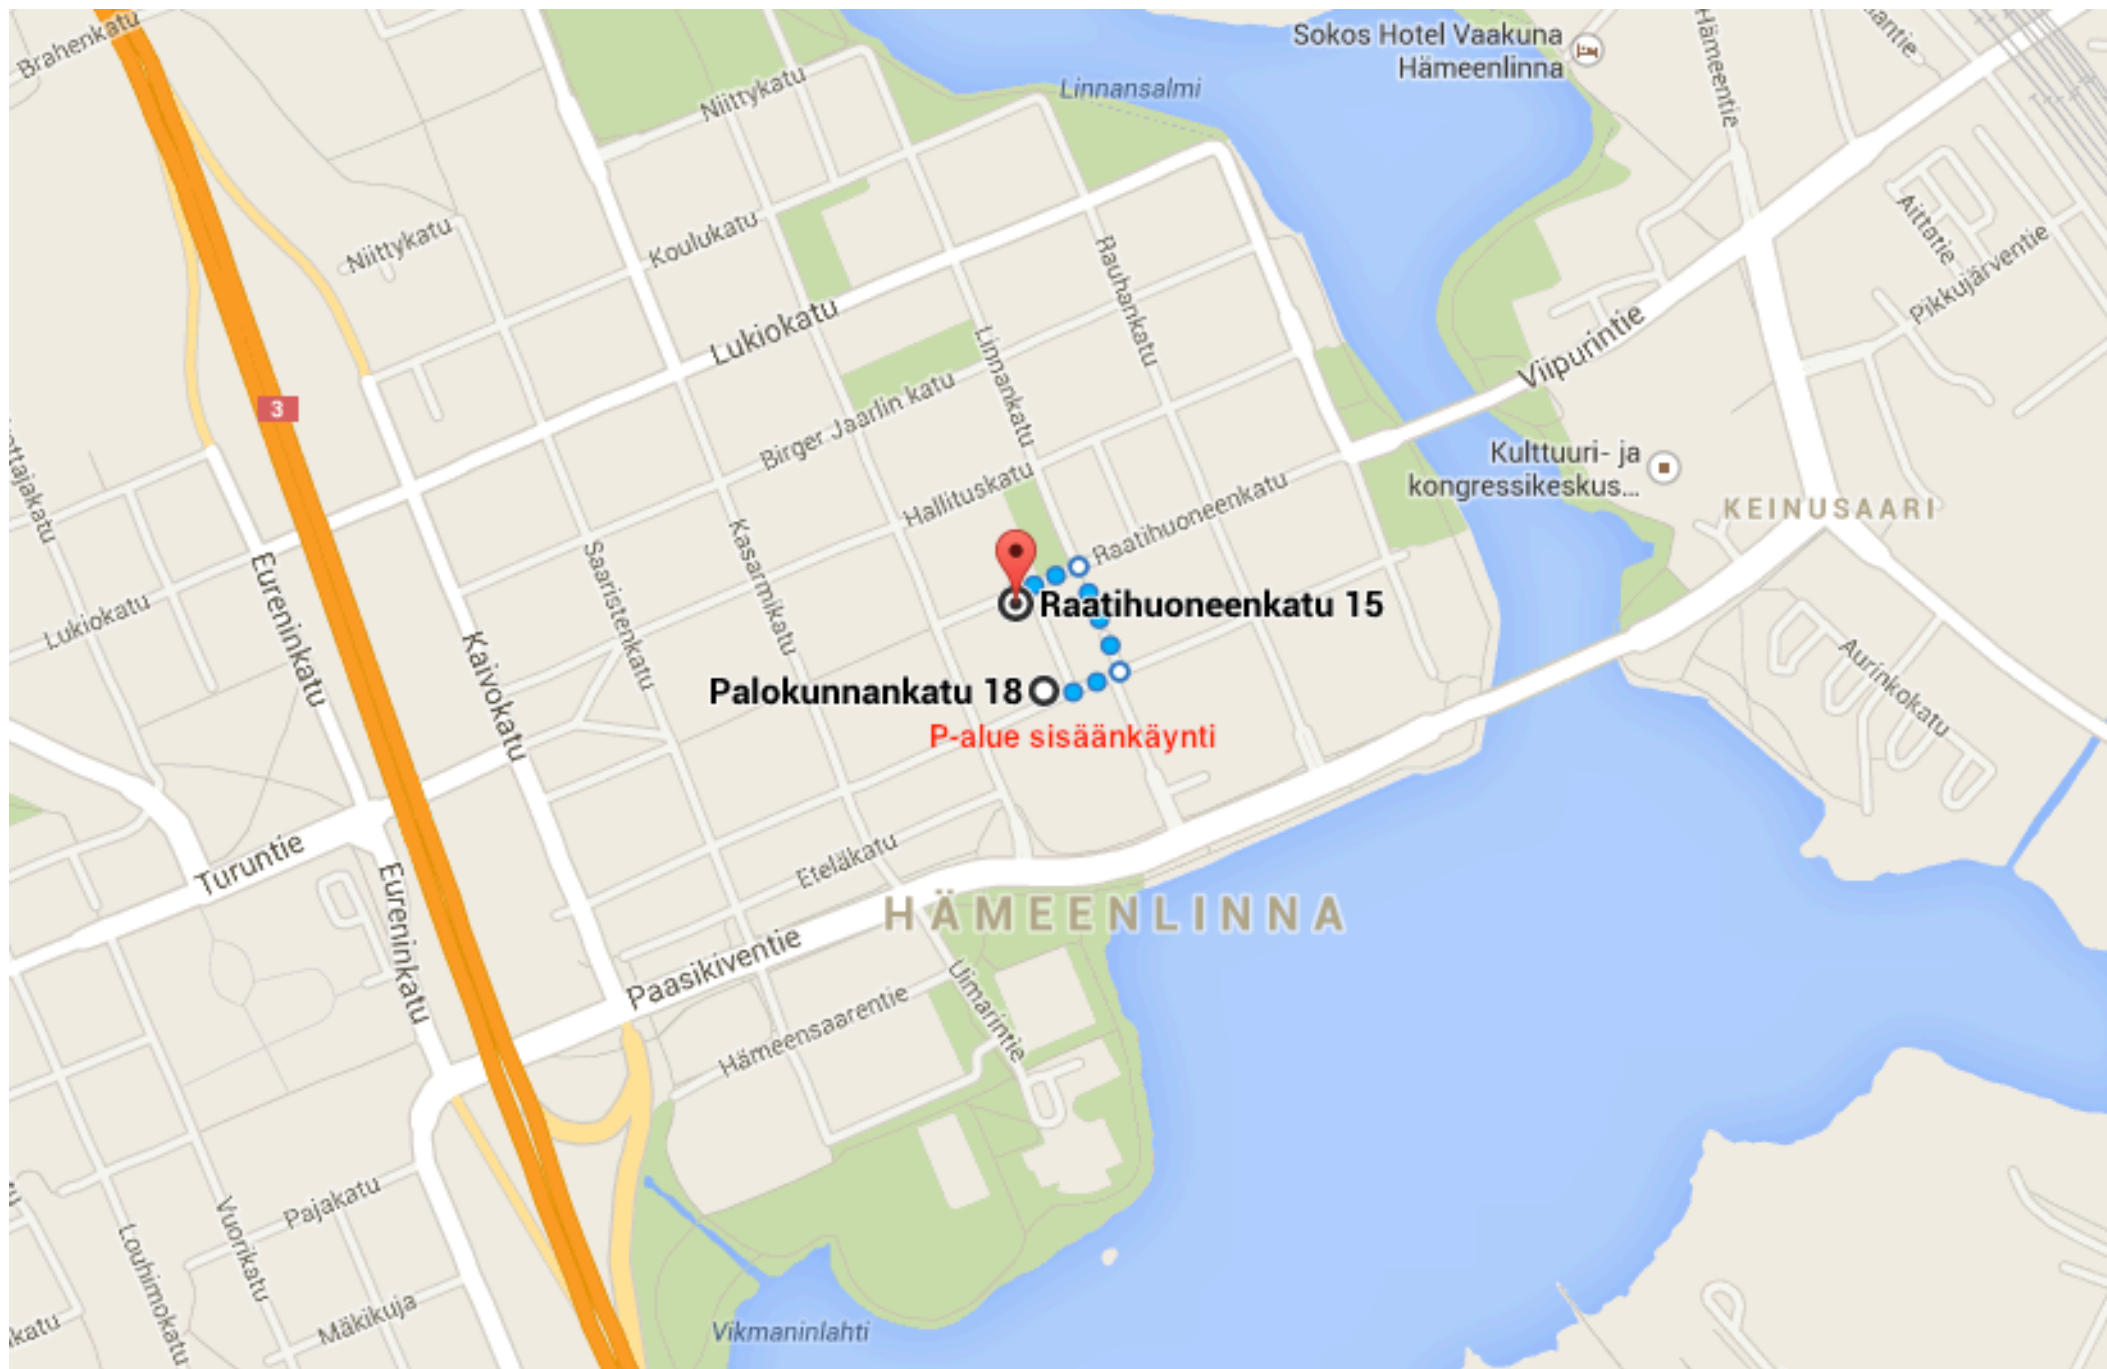 Brahenkatu
Sokos Hotel Vaakuna
Hämeenlinna
Hämeentie
Linnansalmi
Niittykatu
Niittykatu
Koulukatu
Rauhankatu
Aittatie
Pikkujärventie
Lukiokatu
Linnankatu
Viipurintie
3
Birger Jaarlin katu
Kulttuuri- ja
kongressikeskus...
Hallituskatu
Raatihuoneenkatu
KEINUSAARI
Kasarmikatu
Saaristenkatu
Eureninkatu
Lukiokatu
Kaivokatu
Raatihuoneenkatu 15
Palokunnankatu 18
P-alue sisäänkäynti
Aurinkokatu
Turuntie
Eteläkatu
Eureninkatu
HÄMEENLINNA
Paasikiventie
Uimarintie
Hämeensaarentie
Pajakatu
Vuorikatu
Louhimokatu
Mäkikuja
Vikmaninlahti